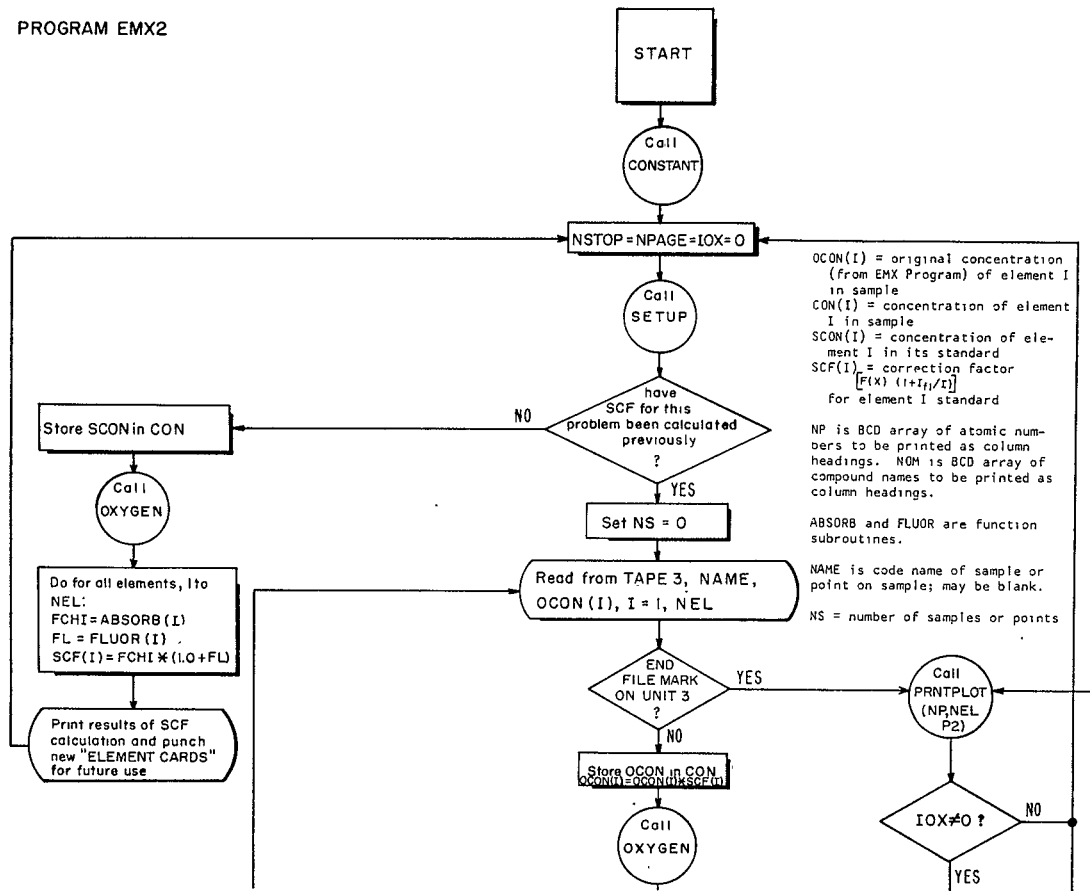 PROGRAM EMX2
START
Call
CONSTANT
NSTOP=NPAGE=IOX=0
Call
SETUP
OCON(I) = original concentration
(from EMX Program) of element I
in sample
CON(I) = concentration of element
I in sample
SCON(I) = concentration of ele-
ment I in its standard
SCF(I) = correction factor
[F(X) (1+Ifl/I)]
for element I standard
NP is BCD array of atomic num-
bers to be printed as column
headings. NOM is BCD array of
compound names to be printed as
column headings.
ABSORB and FLUOR are function
subroutines.
NAME is code name of sample or
point on sample; may be blank.
NS = number of samples or points
have
SCF for this
problem been calculated
previously
?
NO
YES
Store SCON in CON
Call
OXYGEN
Do for all elements, 1 to
NEL:
FCHI=ABSORB(I)
FL = FLUOR(I)
SCF(I)=FCHI*(1.0+FL)
Print results of SCF
calculation and punch
new "ELEMENT CARDS"
for future use
Set NS = 0
Read from TAPE 3, NAME,
OCON(I), I = 1, NEL
END
FILE MARK
ON UNIT 3
?
YES
NO
Store OCON in CON
OCON(I)=OCON(I)*SCF(I)
Call
OXYGEN
Call
PRNTPLOT
(NP,NEL
P2)
IOX≠0 ?
NO
YES